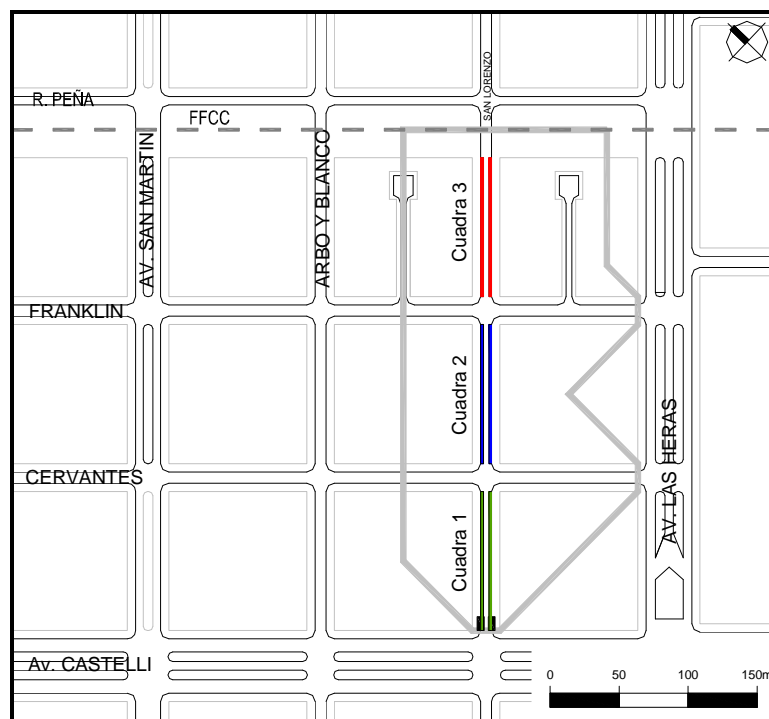 R. PEÑA
FFCC
SAN LORENZO
AV. SAN MARTIN
ARBO Y BLANCO
Cuadra 3
FRANKLIN
Cuadra 2
CERVANTES
AV. LAS HERAS
Cuadra 1
Av. CASTELLI
0 50 100 150m